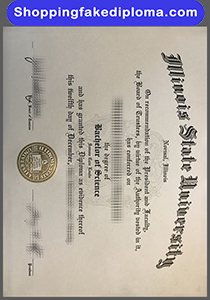 Shoppingfakediploma.com
Illinois State University
Normal, Illinois
On recommendation of the President and Faculty,
the Board of Trustees, by virtue of the Authority vested in it,
has conferred on
the degree of
Bachelor of Science
and has granted this Diploma as evidence thereof
this twelfth day of December,